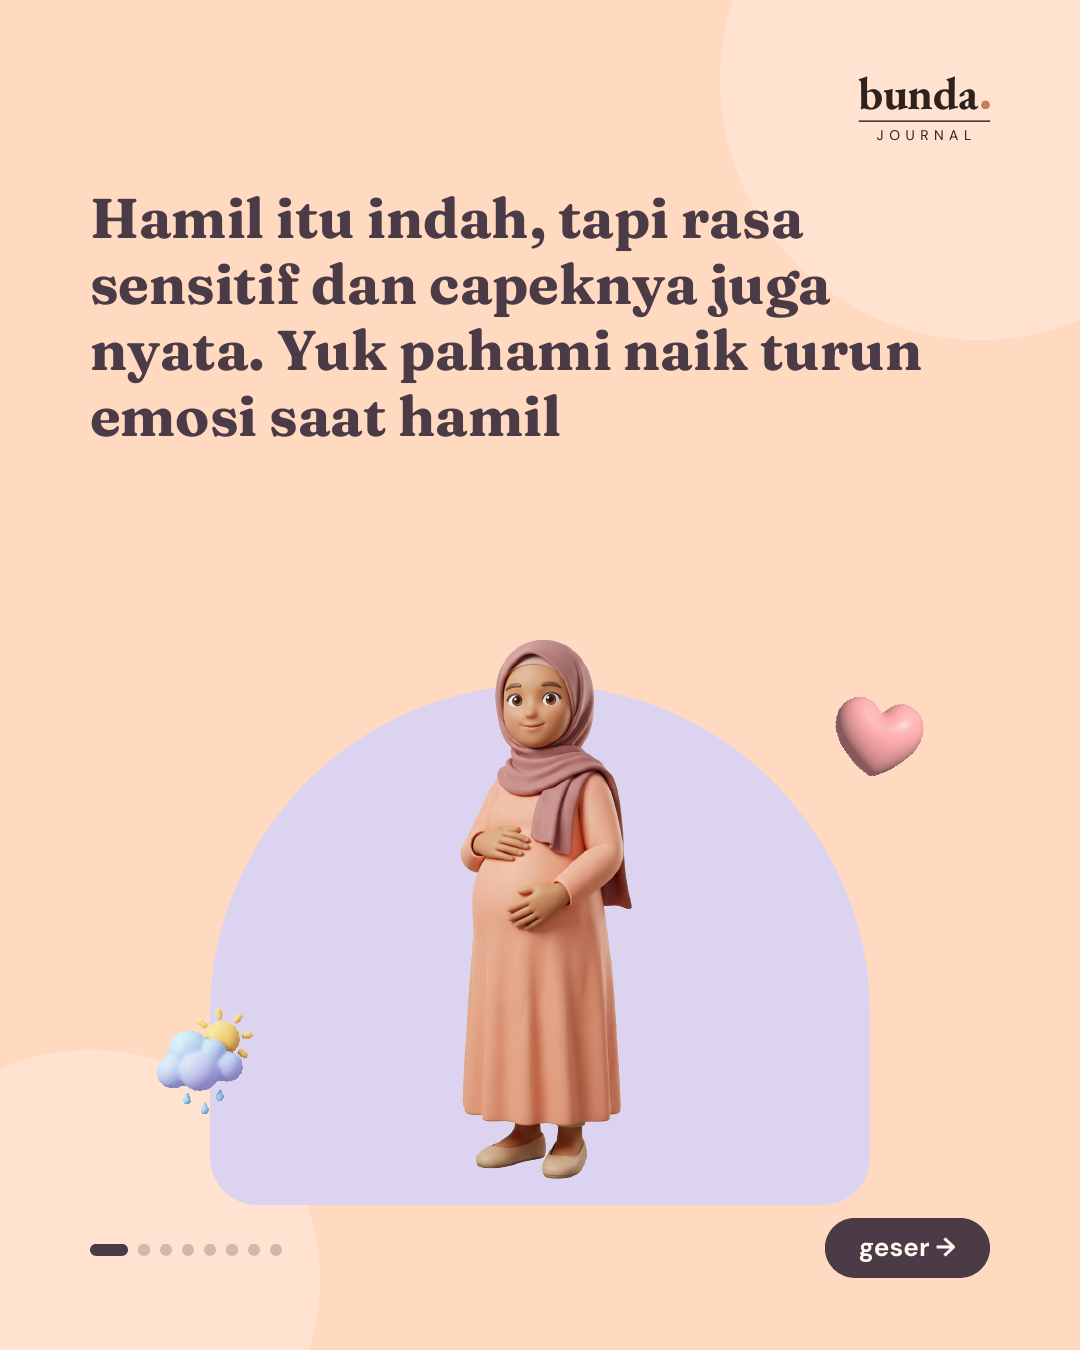 bunda.
JOURNAL
Hamil itu indah, tapi rasa
sensitif dan capeknya juga
nyata. Yuk pahami naik turun
emosi saat hamil
geser →